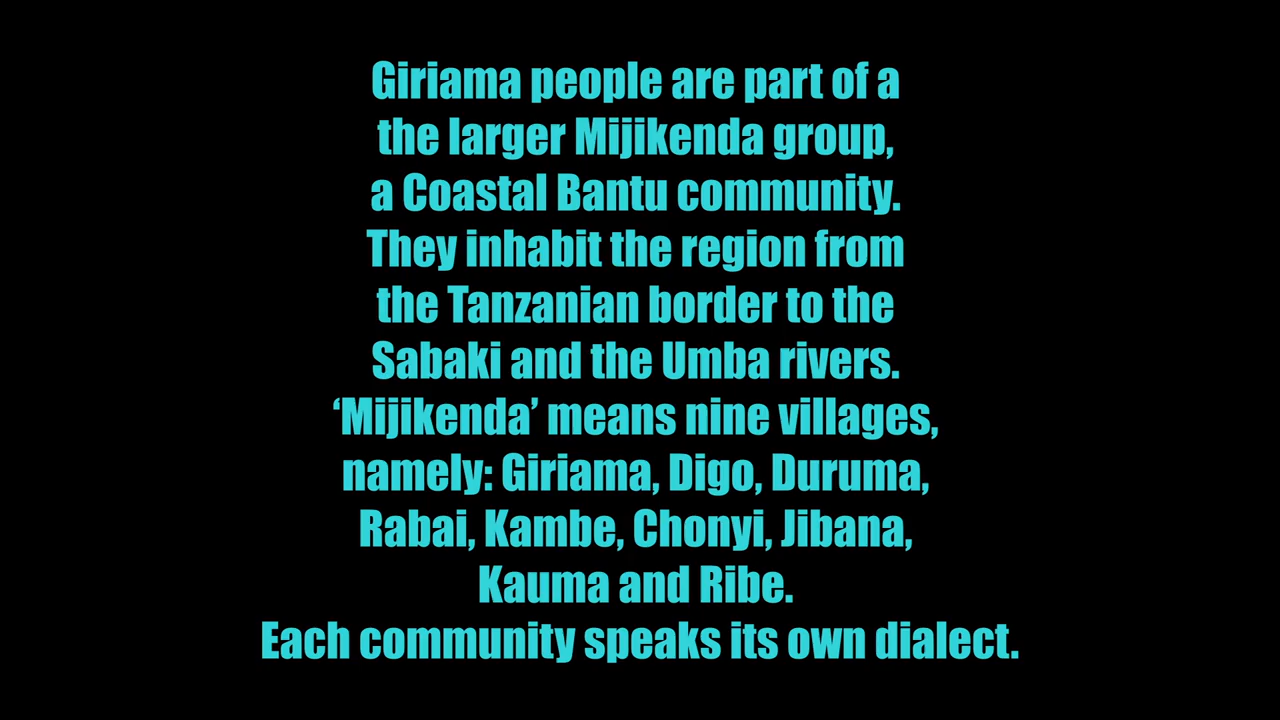 Giriama people are part of a
the larger Mijikenda group,
a Coastal Bantu community.
They inhabit the region from
the Tanzanian border to the
Sabaki and the Umba rivers.
‘Mijikenda’ means nine villages,
namely: Giriama, Digo, Duruma,
Rabai, Kambe, Chonyi, Jibana,
Kauma and Ribe.
Each community speaks its own dialect.